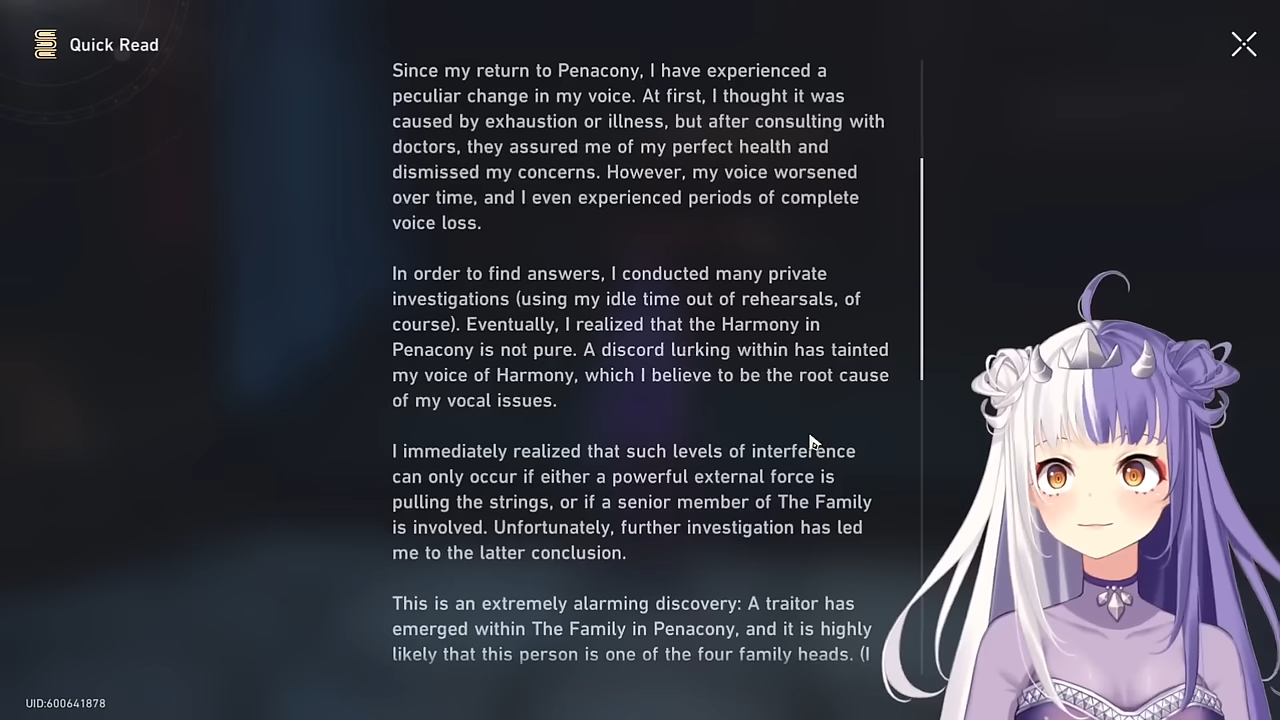 Quick Read
Since my return to Penacony, I have experienced a
peculiar change in my voice. At first, I thought it was
caused by exhaustion or illness, but after consulting with
doctors, they assured me of my perfect health and
dismissed my concerns. However, my voice worsened
over time, and I even experienced periods of complete
voice loss.
In order to find answers, I conducted many private
investigations (using my idle time out of rehearsals, of
course). Eventually, I realized that the Harmony in
Penacony is not pure. A discord lurking within has tainted
my voice of Harmony, which I believe to be the root cause
of my vocal issues.
I immediately realized that such levels of interference
can only occur if either a powerful external force is
pulling the strings, or if a senior member of The Family
is involved. Unfortunately, further investigation has led
me to the latter conclusion.
This is an extremely alarming discovery: A traitor has
emerged within The Family in Penacony, and it is highly
likely that this person is one of the four family heads. (I
UID:600641878